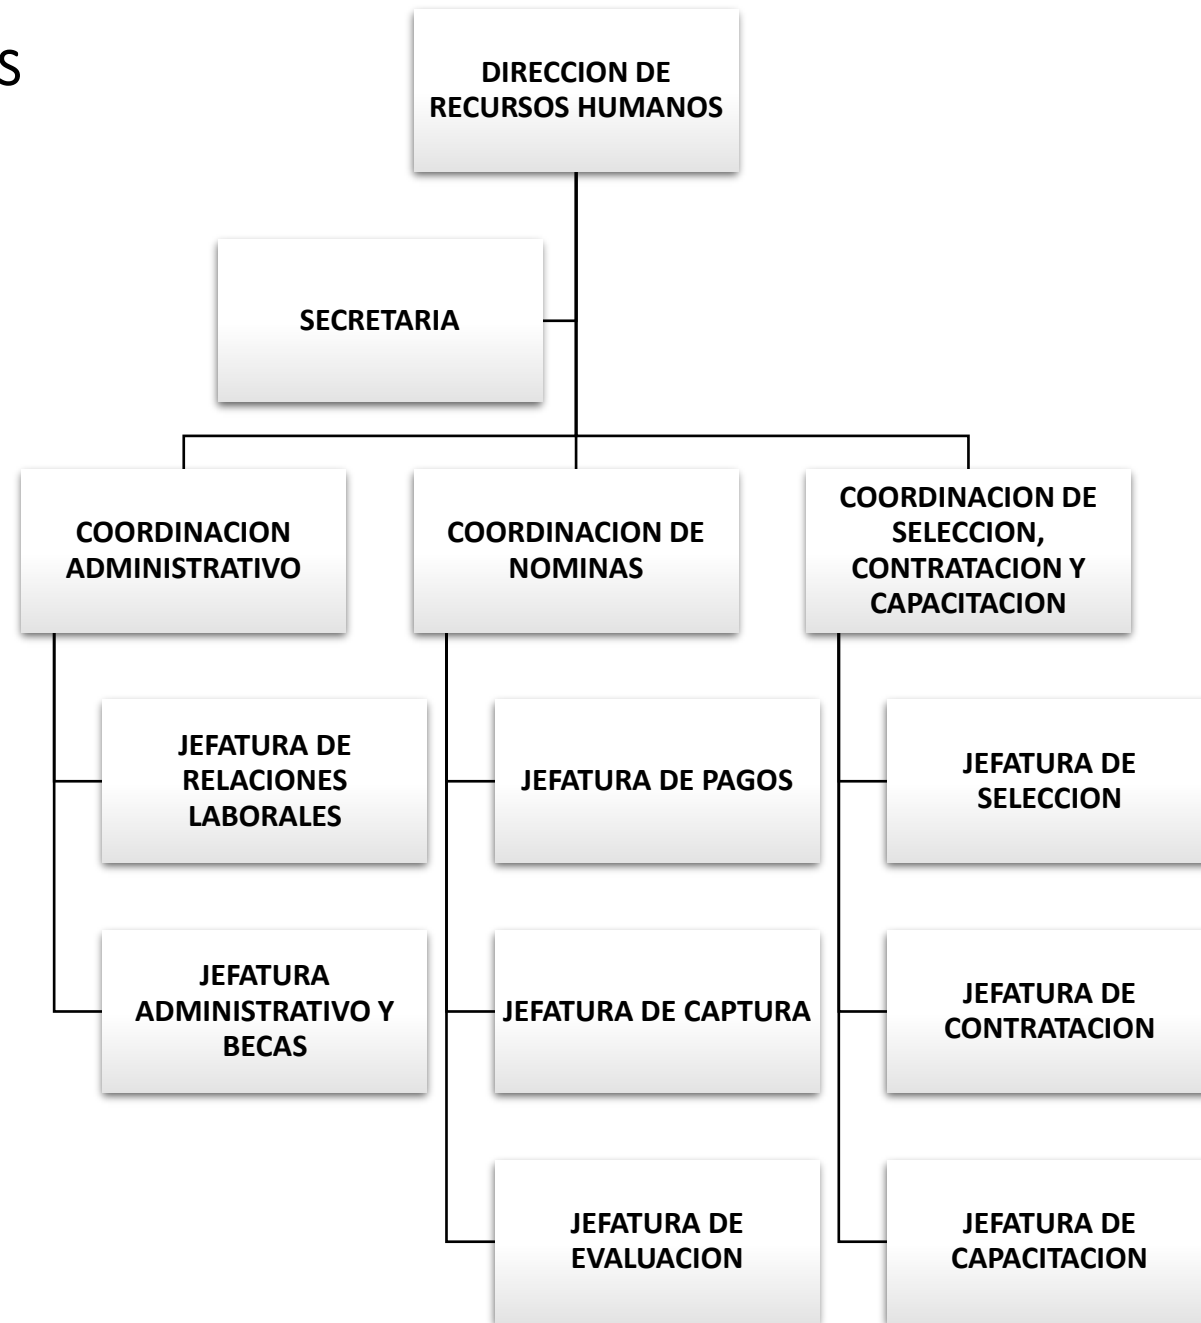 S
DIRECCION DE
RECURSOS HUMANOS
SECRETARIA
COORDINACION
ADMINISTRATIVO
COORDINACION DE
NOMINAS
COORDINACION DE
SELECCION,
CONTRATACION Y
CAPACITACION
JEFATURA DE
RELACIONES
LABORALES
JEFATURA DE PAGOS
JEFATURA DE
SELECCION
JEFATURA
ADMINISTRATIVO Y
BECAS
JEFATURA DE CAPTURA
JEFATURA DE
CONTRATACION
JEFATURA DE
EVALUACION
JEFATURA DE
CAPACITACION